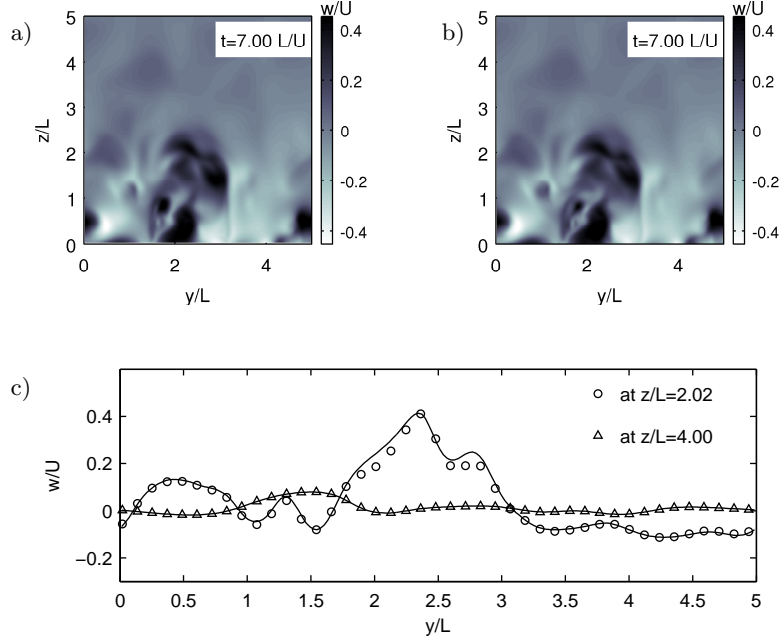 a)
5
4
3
2
1
0
z/L
0 2 4
y/L
t=7.00 L/U
w/U
0.4
0.2
0
-0.2
-0.4
b)
5
4
3
2
1
0
z/L
0 2 4
y/L
t=7.00 L/U
w/U
0.4
0.2
0
-0.2
-0.4
c)
0.4
0.2
0
−0.2
w/U
at z/L=2.02
at z/L=4.00
0 0.5 1 1.5 2 2.5 3 3.5 4 4.5 5
y/L